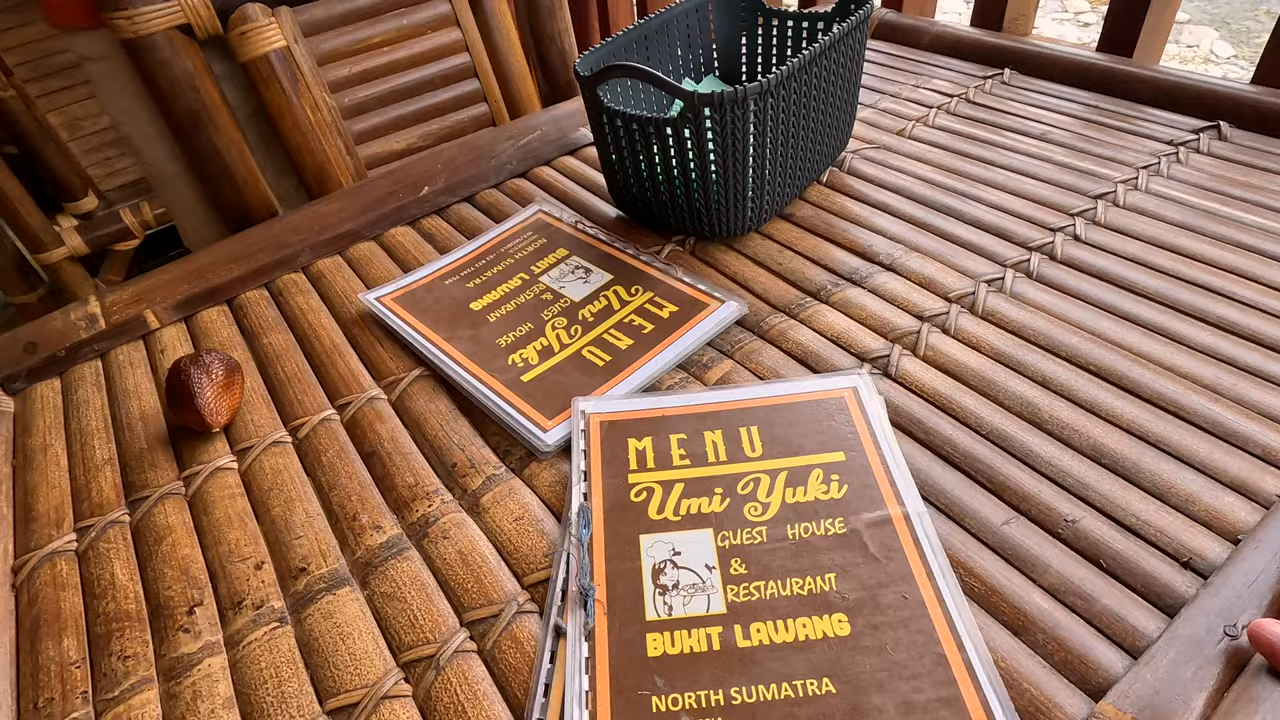 MENU
Umi Yuki
GUEST HOUSE
&
RESTAURANT
BUKIT LAWANG
NORTH SUMATRA
MENU
Umi Yuki
GUEST HOUSE
&
RESTAURANT
BUKIT LAWANG
NORTH SUMATRA
INDONESIA